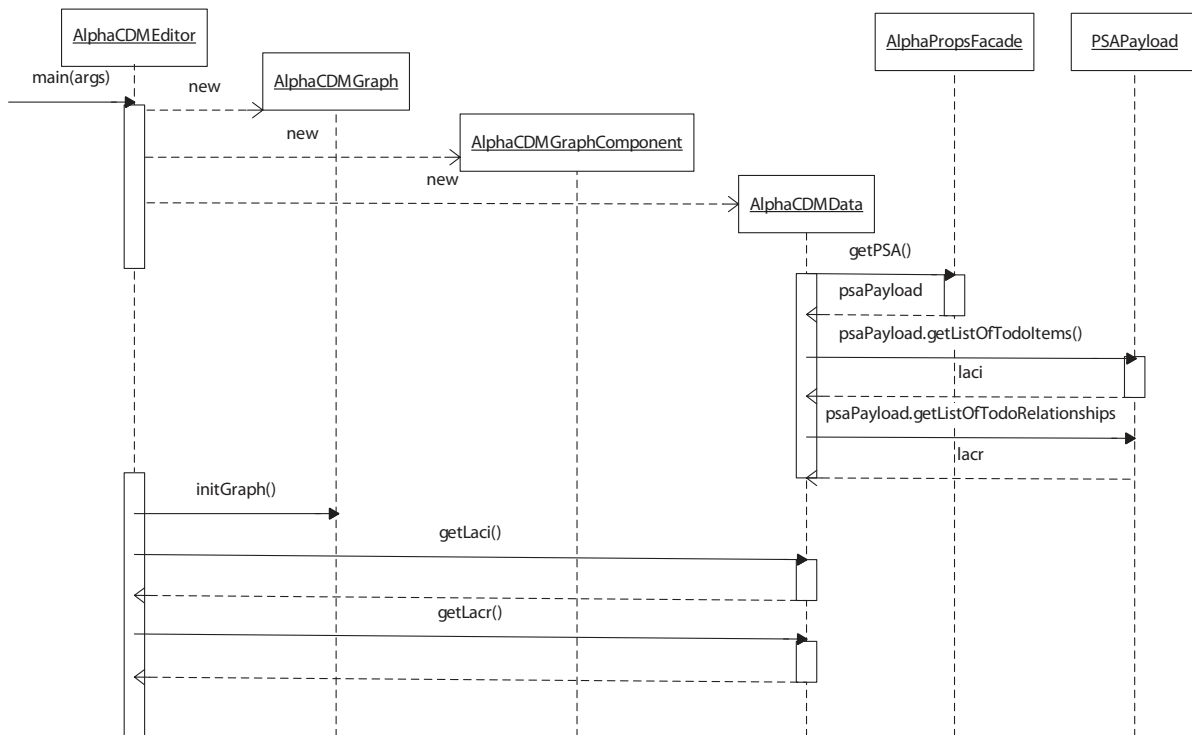 AlphaCDMEditor
AlphaPropsFacade
PSAPayload
main(args)
new
AlphaCDMGraph
new
AlphaCDMGraphComponent
new
AlphaCDMData
getPSA()
psaPayload
psaPayload.getListOfTodoItems()
laci
psaPayload.getListOfTodoRelationships
lacr
initGraph()
getLaci()
getLacr()